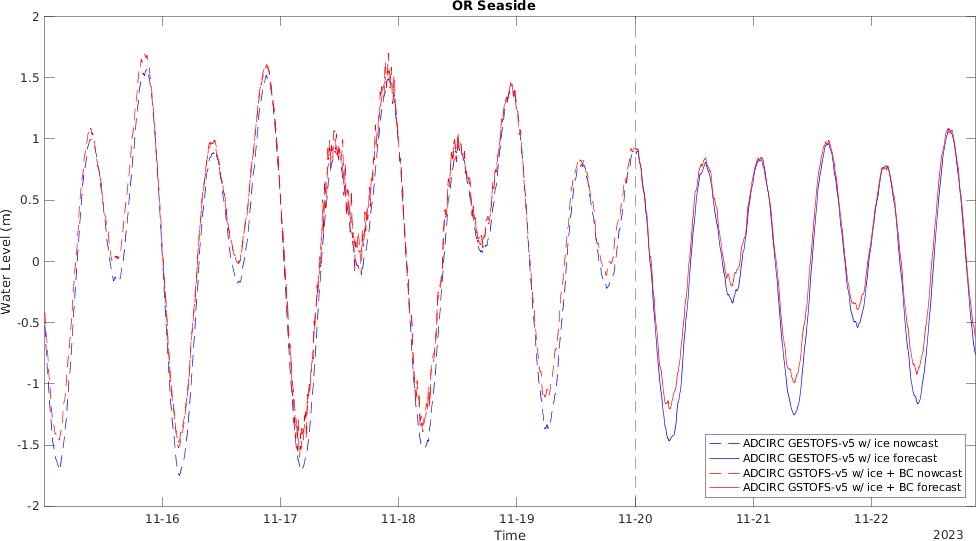 OR Seaside
2
1.5
1
0.5
0
-0.5
-1
-1.5
-2
Water Level (m)
11-16
11-17
11-18
11-19
11-20
11-21
11-22
Time
2023
ADCIRC GESTOFS-v5 w/ ice nowcast
ADCIRC GESTOFS-v5 w/ ice forecast
ADCIRC GSTOFS-v5 w/ ice + BC nowcast
ADCIRC GSTOFS-v5 w/ ice + BC forecast